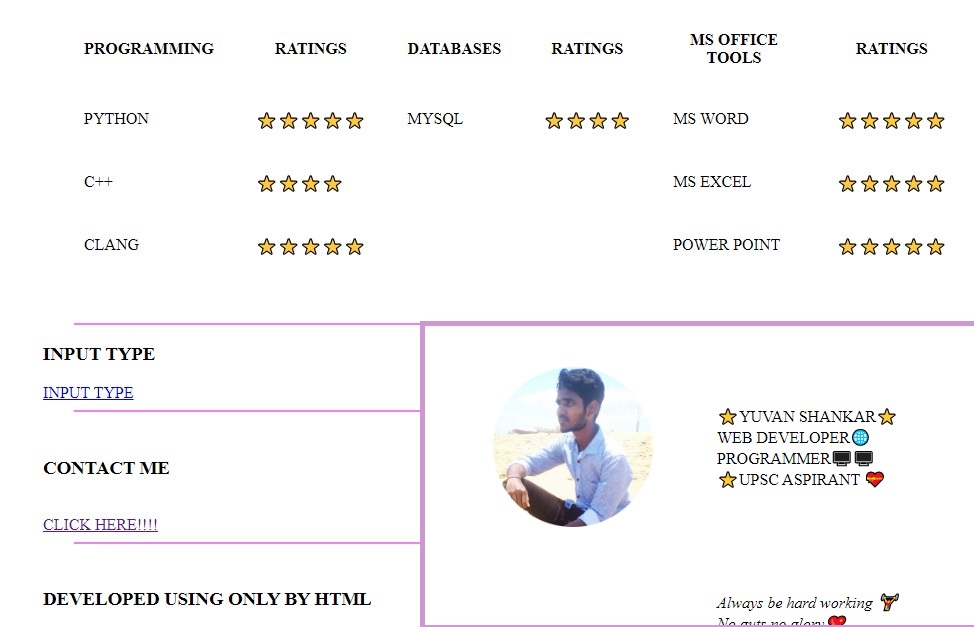 PROGRAMMING RATINGS DATABASES RATINGS MS OFFICE TOOLS RATINGS
PYTHON ⭐⭐⭐⭐⭐ MYSQL ⭐⭐⭐⭐ MS WORD ⭐⭐⭐⭐⭐
C++ ⭐⭐⭐⭐ MS EXCEL ⭐⭐⭐⭐⭐
CLANG ⭐⭐⭐⭐⭐ POWER POINT ⭐⭐⭐⭐⭐
INPUT TYPE
INPUT TYPE
CONTACT ME
CLICK HERE!!!!
DEVELOPED USING ONLY BY HTML
⭐YUVAN SHANKAR⭐
WEB DEVELOPER🌐
PROGRAMMER🖥️🖥️
⭐UPSC ASPIRANT 💝
Always be hard working 🏋️
No guts no glory❤️